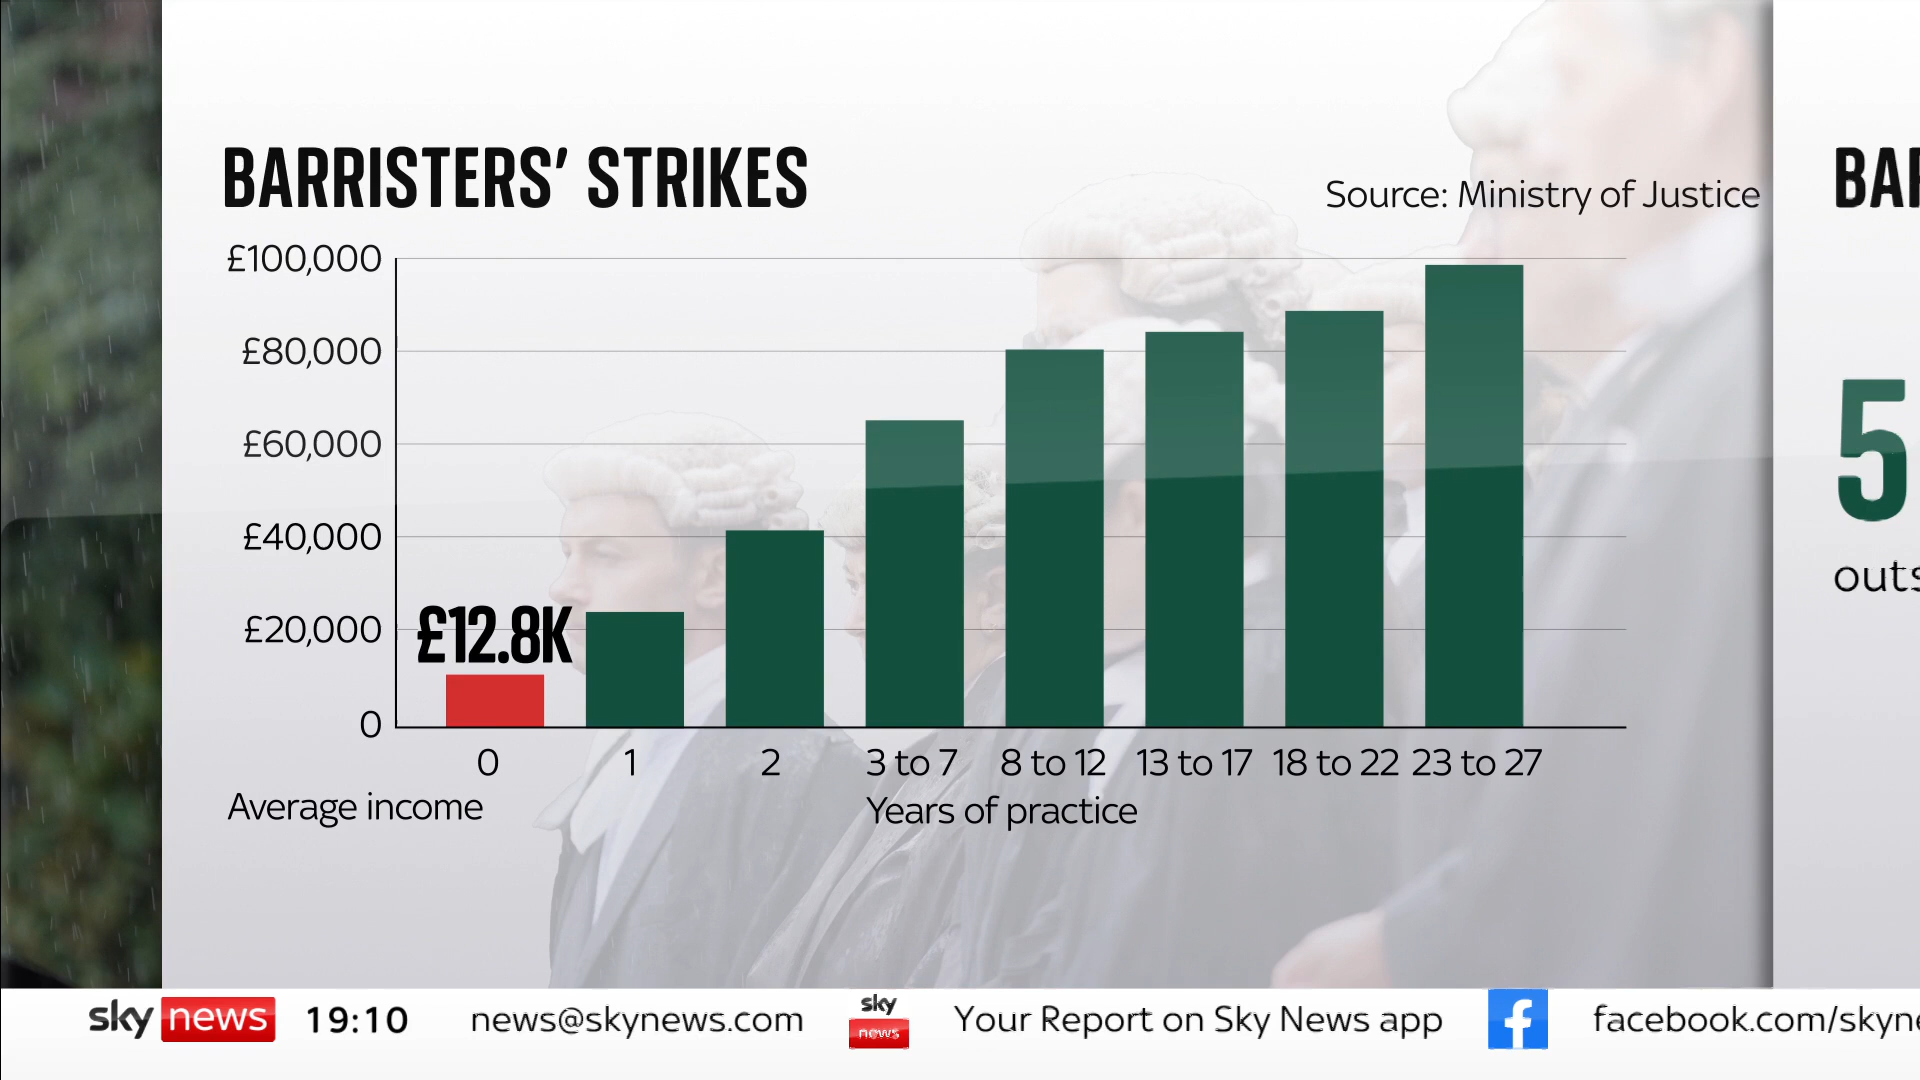 BARRISTERS' STRIKES
Source: Ministry of Justice
£100,000
£80,000
£60,000
£40,000
£20,000
0
£12.8K
0 1 2 3 to 7 8 to 12 13 to 17 18 to 22 23 to 27
Average income
Years of practice
BAR
5
outs
sky news 19:10 news@skynews.com sky news Your Report on Sky News app f facebook.com/skyne